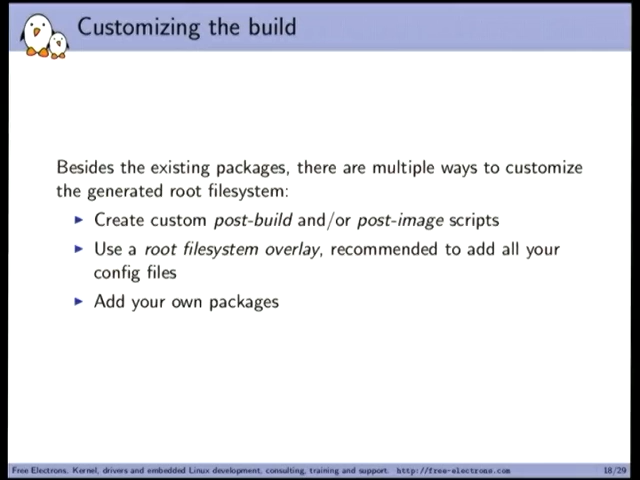 Customizing the build
Besides the existing packages, there are multiple ways to customize
the generated root filesystem:
Create custom post-build and/or post-image scripts
Use a root filesystem overlay, recommended to add all your
config files
Add your own packages
Free Electrons. Kernel, drivers and embedded Linux development, consulting, training and support. http://free-electrons.com 18/29